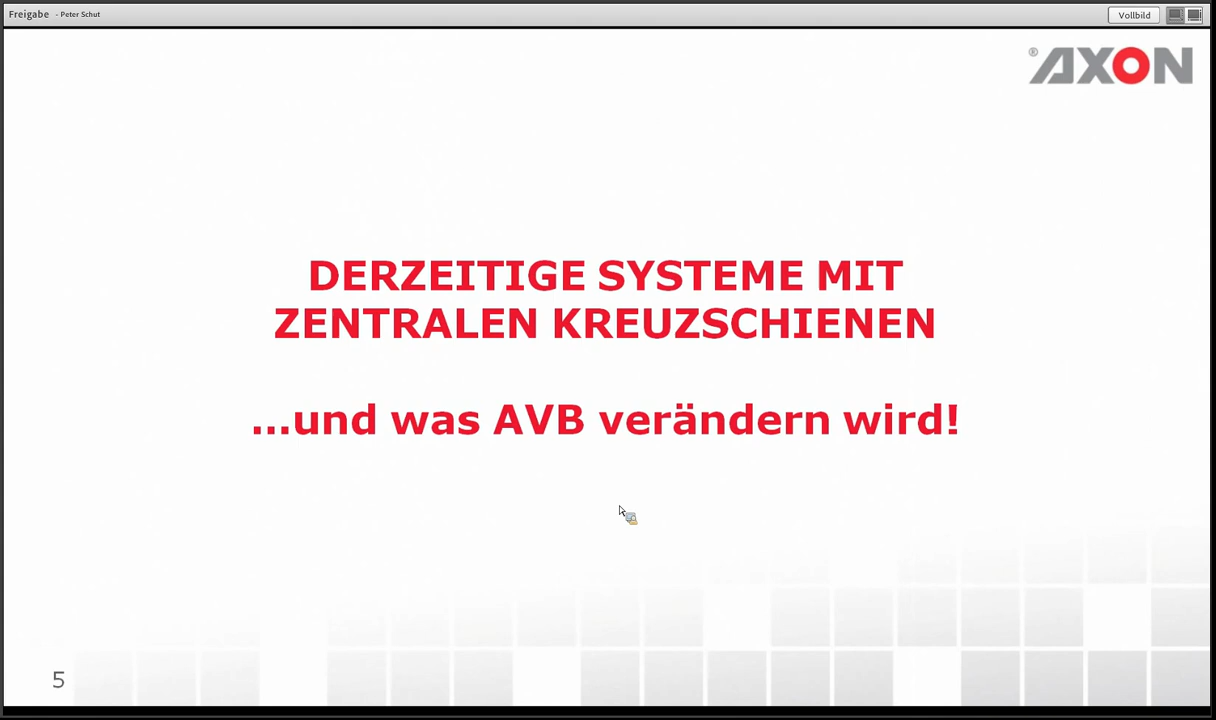 Freigabe - Peter Schut
Vollbild
®AXON
DERZEITIGE SYSTEME MIT
ZENTRALEN KREUZSCHIENEN
...und was AVB verändern wird!
5